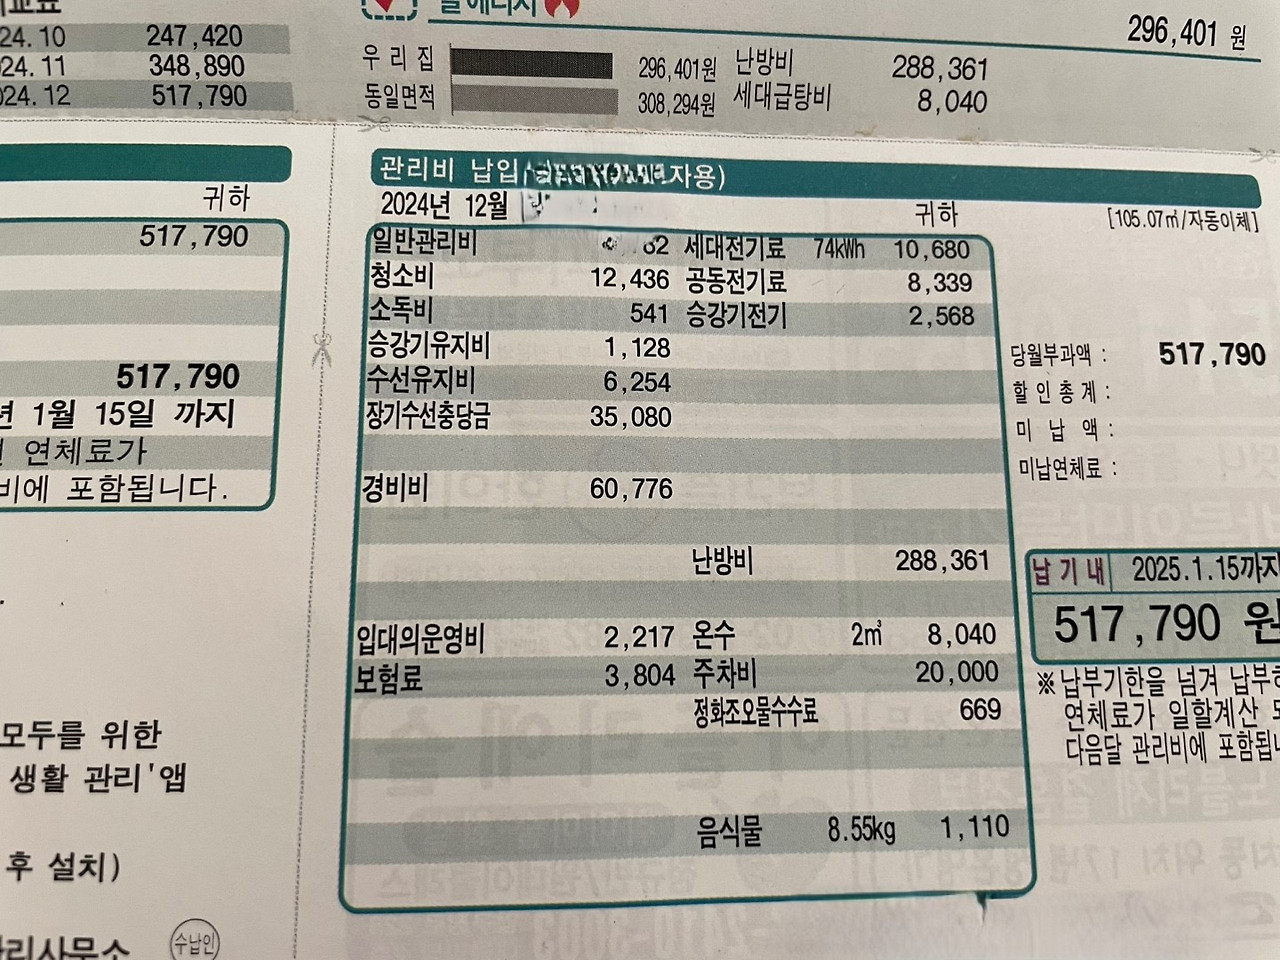 24.10 247,420
24.11 348,890
24.12 517,790
296,401 원
우리집 296,401원 난방비 288,361
동일면적 308,294원 세대급탕비 8,040
귀하
517,790
517,790
1월 15일 까지
연체료가
비에 포함됩니다.
모두를 위한
생활 관리'앱
후 설치)
관리사무소 수납인
관리비 납입 자용)
2024년 12월 귀하 [105.07㎡/자동이체]
일반관리비 62 세대전기료 74kWh 10,680
청소비 12,436 공동전기료 8,339
소독비 541 승강기전기 2,568
승강기유지비 1,128
수선유지비 6,254
장기수선충당금 35,080
경비비 60,776
난방비 288,361
입대의운영비 2,217 온수 2㎥ 8,040
보험료 3,804 주차비 20,000
정화조오물수수료 669
음식물 8.55kg 1,110
당월부과액 : 517,790
할인총계 :
미납액 :
미납연체료 :
납기내 2025.1.15까지
517,790 원
※납부기한을 넘겨 납부하
연체료가 일할계산
다음달 관리비에 포함됩니